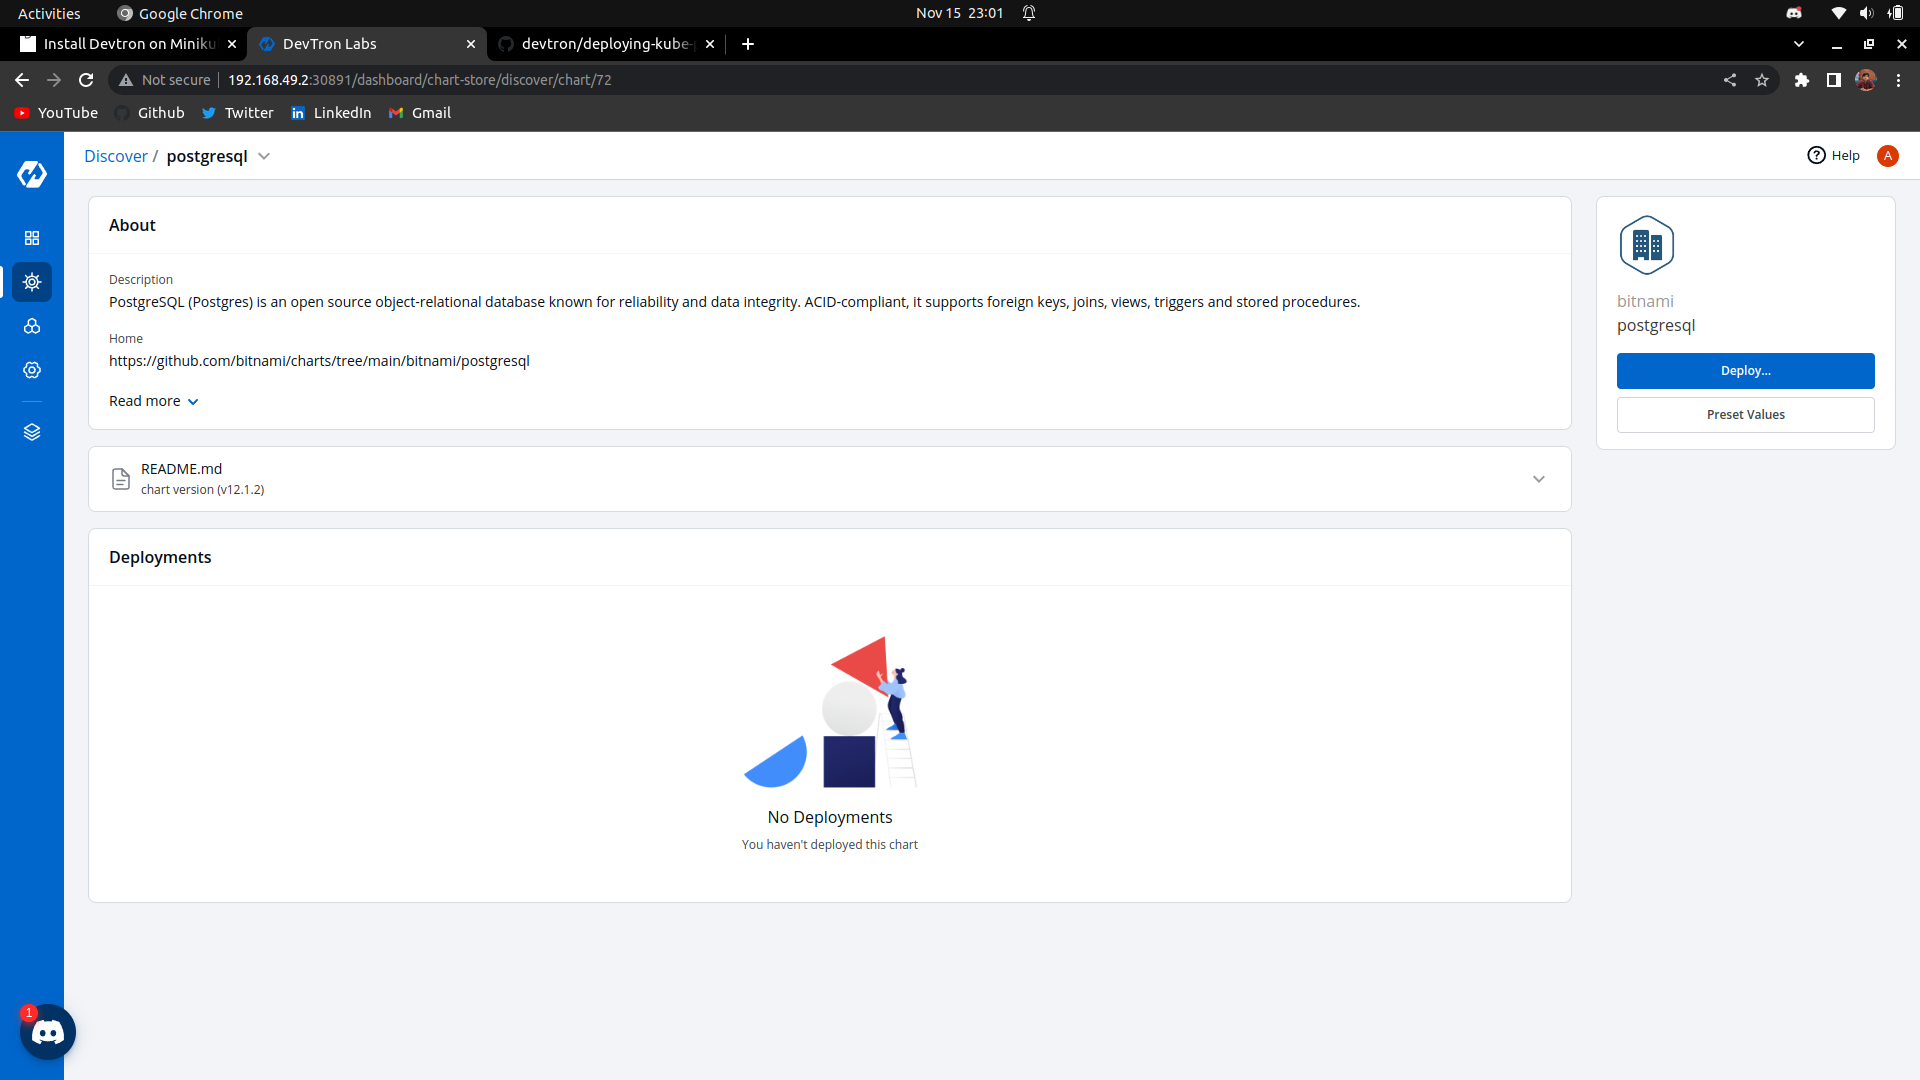 Activities
Google Chrome
Nov 15 23:01
Install Devtron on Miniku
DevTron Labs
devtron/deploying-kube-
Not secure
192.168.49.2:30891/dashboard/chart-store/discover/chart/72
YouTube
Github
Twitter
LinkedIn
Gmail
Discover / postgresql
Help
A
About
Description
PostgreSQL (Postgres) is an open source object-relational database known for reliability and data integrity. ACID-compliant, it supports foreign keys, joins, views, triggers and stored procedures.
Home
https://github.com/bitnami/charts/tree/main/bitnami/postgresql
Read more
bitnami
postgresql
Deploy...
Preset Values
README.md
chart version (v12.1.2)
Deployments
No Deployments
You haven't deployed this chart
1